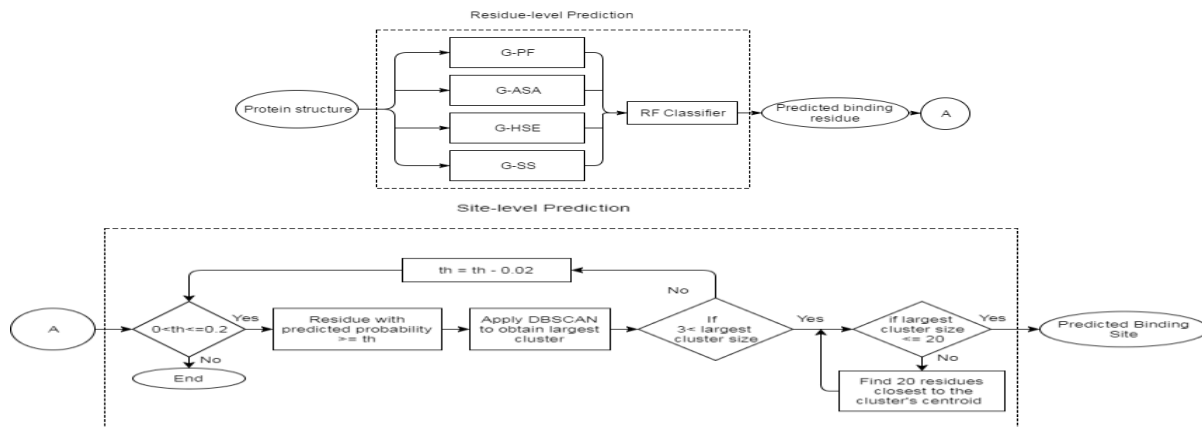 Residue-level Prediction
G-PF
G-ASA
Protein structure
RF Classifier
Predicted binding
residue
A
G-HSE
G-SS
Site-level Prediction
th = th - 0.02
No
A
0<th<=0.2
Yes
Residue with
predicted probability
>= th
Apply DBSCAN
to obtain largest
cluster
If
3< largest
cluster size
Yes
if largest
cluster size
<= 20
Yes
Predicted Binding
Site
No
End
No
Find 20 residues
closest to the
cluster's centroid